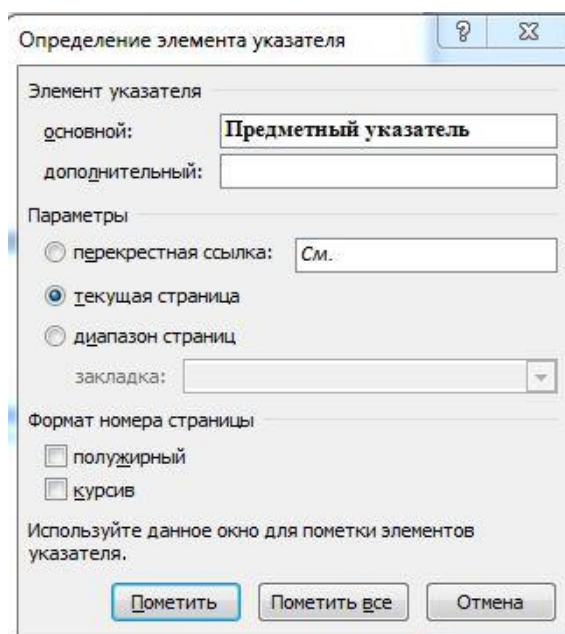 Определение элемента указателя
Элемент указателя
основной: Предметный указатель
дополнительный:
Параметры
перекрестная ссылка: См.
текущая страница
диапазон страниц
закладка:
Формат номера страницы
полужирный
курсив
Используйте данное окно для пометки элементов
указателя.
Пометить Пометить все Отмена